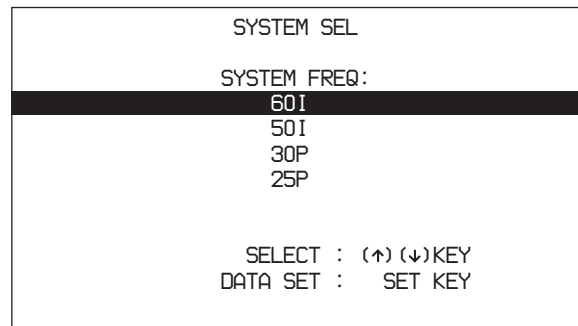 SYSTEM SEL
SYSTEM FREQ:
60I
50I
30P
25P
SELECT : (↑)(↓)KEY
DATA SET : SET KEY